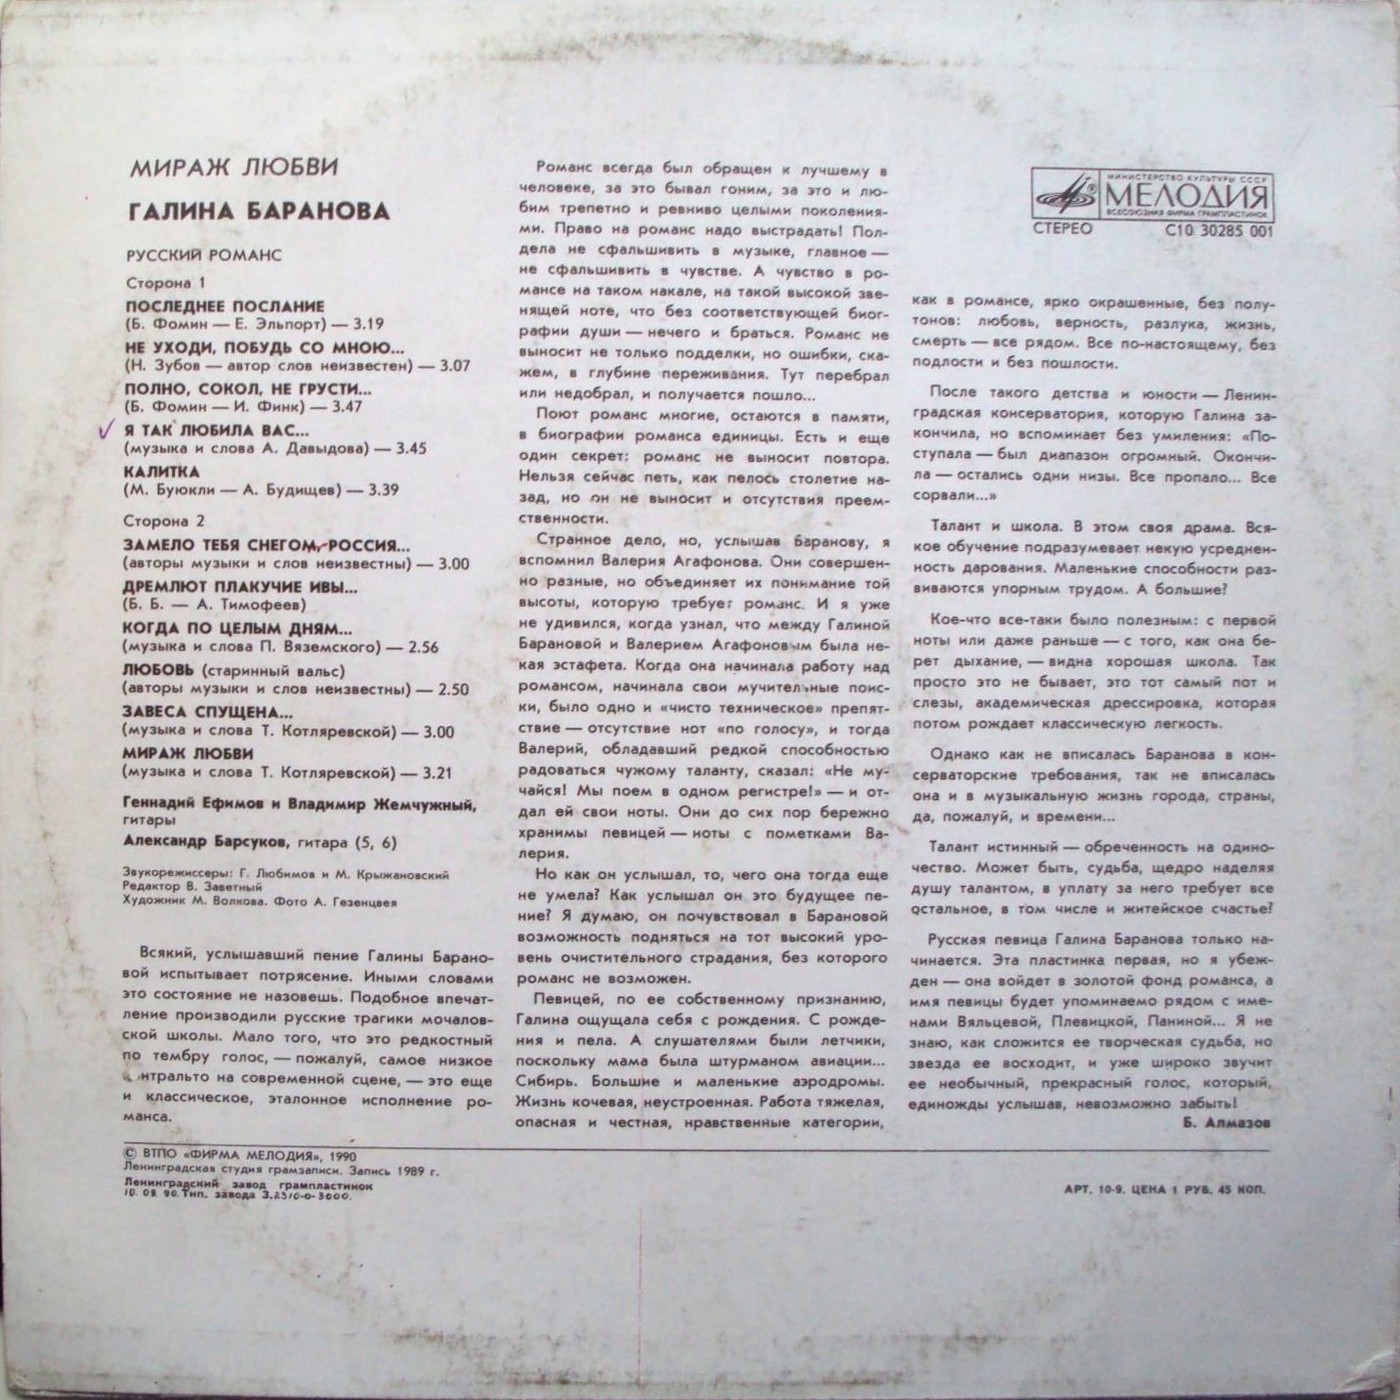 МИРАЖ ЛЮБВИ
ГАЛИНА БАРАНОВА
РУССКИЙ РОМАНС
Сторона 1
ПОСЛЕДНЕЕ ПОСЛАНИЕ
(Б. Фомин — Е. Эльпорт) — 3.19
НЕ УХОДИ, ПОБУДЬ СО МНОЮ...
(Н. Зубов — автор слов неизвестен) — 3.07
ПОЛНО, СОКОЛ, НЕ ГРУСТИ...
(Б. Фомин — И. Финк) — 3.47
Я ТАК ЛЮБИЛА ВАС...
(музыка и слова А. Давыдова) — 3.45
КАЛИТКА
(М. Буюкли — А. Будищев) — 3.39
Сторона 2
ЗАМЕЛО ТЕБЯ СНЕГОМ, РОССИЯ...
(авторы музыки и слов неизвестны) — 3.00
ДРЕМЛЮТ ПЛАКУЧИЕ ИВЫ...
(Б. Б. — А. Тимофеев)
КОГДА ПО ЦЕЛЫМ ДНЯМ...
(музыка и слова П. Вяземского) — 2.56
ЛЮБОВЬ (старинный вальс)
(авторы музыки и слов неизвестны) — 2.50
ЗАВЕСА СПУЩЕНА...
(музыка и слова Т. Котляревской) — 3.00
МИРАЖ ЛЮБВИ
(музыка и слова Т. Котляревской) — 3.21
Геннадий Ефимов и Владимир Жемчужный,
гитары
Александр Барсуков, гитара (5, 6)
Звукорежиссеры: Г. Любимов и М. Крыжановский
Редактор В. Заветный
Художник М. Волкова. Фото А. Гезенцвея
Всякий, услышавший пение Галины Барано-
вой испытывает потрясение. Иными словами
это состояние не назовешь. Подобное впечат-
ление производили русские трагики мочалов-
ской школы. Мало того, что это редкостный
по тембру голос, — пожалуй, самое низкое
контральто на современной сцене, — это еще
и классическое, эталонное исполнение ро-
манса.
Романс всегда был обращен к лучшему в
человеке, за это бывал гоним, за это и лю-
бим трепетно и ревниво целыми поколения-
ми. Право на романс надо выстрадать! Пол-
дела не сфальшивить в музыке, главное —
не сфальшивить в чувстве. А чувство в ро-
мансе на таком накале, на такой высокой зве-
нящей ноте, что без соответствующей биог-
рафии души — нечего и браться. Романс не
выносит не только подделки, но ошибки, ска-
жем, в глубине переживания. Тут перебрал
или недобрал, и получается пошло...
Поют романс многие, остаются в памяти,
в биографии романса единицы. Есть и еще
один секрет: романс не выносит повтора.
Нельзя сейчас петь, как пелось столетие на-
зад, но он не выносит и отсутствия преем-
ственности.
Странное дело, но, услышав Баранову, я
вспомнил Валерия Агафонова. Они совершен-
но разные, но объединяет их понимание той
высоты, которую требует романс. И я уже
не удивился, когда узнал, что между Галиной
Барановой и Валерием Агафоновым была не-
кая эстафета. Когда она начинала работу над
романсом, начинала свои мучительные поис-
ки, было одно и «чисто техническое» препят-
ствие — отсутствие нот «по голосу», и тогда
Валерий, обладавший редкой способностью
радоваться чужому таланту, сказал: «Не му-
чайся! Мы поем в одном регистре!» — и от-
дал ей свои ноты. Они до сих пор бережно
хранимы певицей — ноты с пометками Ва-
лерия.
Но как он услышал, то, чего она тогда еще
не умела? Как услышал он это будущее пе-
ние? Я думаю, он почувствовал в Барановой
возможность подняться на тот высокий уро-
вень очистительного страдания, без которого
романс не возможен.
Певицей, по ее собственному признанию,
Галина ощущала себя с рождения. С рожде-
ния и пела. А слушателями были летчики,
поскольку мама была штурманом авиации...
Сибирь. Большие и маленькие аэродромы.
Жизнь кочевая, неустроенная. Работа тяжелая,
опасная и честная, нравственные категории,
МИНИСТЕРСТВО КУЛЬТУРЫ СССР
МЕЛОДИЯ
ВСЕСОЮЗНАЯ ФИРМА ГРАМПЛАСТИНОК
СТЕРЕО С10 30285 001
как в романсе, ярко окрашенные, без полу-
тонов: любовь, верность, разлука, жизнь,
смерть — все рядом. Все по-настоящему, без
подлости и без пошлости.
После такого детства и юности — Ленин-
градская консерватория, которую Галина за-
кончила, но вспоминает без умиления: «По-
ступала — был диапазон огромный. Окончи-
ла — остались одни низы. Все пропало... Все
сорвали...»
Талант и школа. В этом своя драма. Вся-
кое обучение подразумевает некую усреднен-
ность дарования. Маленькие способности раз-
виваются упорным трудом. А большие?
Кое-что все-таки было полезным: с первой
ноты или даже раньше — с того, как она бе-
рет дыхание, — видна хорошая школа. Так
просто это не бывает, это тот самый пот и
слезы, академическая дрессировка, которая
потом рождает классическую легкость.
Однако как не вписалась Баранова в кон-
серваторские требования, так не вписалась
она и в музыкальную жизнь города, страны,
да, пожалуй, и времени...
Талант истинный — обреченность на одино-
чество. Может быть, судьба, щедро наделяя
душу талантом, в уплату за него требует все
остальное, в том числе и житейское счастье?
Русская певица Галина Баранова только на-
чинается. Эта пластинка первая, но я убеж-
ден — она войдет в золотой фонд романса, а
имя певицы будет упоминаемо рядом с име-
нами Вяльцевой, Плевицкой, Паниной... Я не
знаю, как сложится ее творческая судьба, но
звезда ее восходит, и уже широко звучит
ее необычный, прекрасный голос, который,
единожды услышав, невозможно забыть!
Б. Алмазов
© ВТПО «ФИРМА МЕЛОДИЯ», 1990
Ленинградская студия грамзаписи. Запись 1989 г.
Ленинградский завод грампластинок
10. 09. 90. Тип. завода З.2510-0-3000.
АРТ. 10-9. ЦЕНА 1 РУБ. 45 КОП.